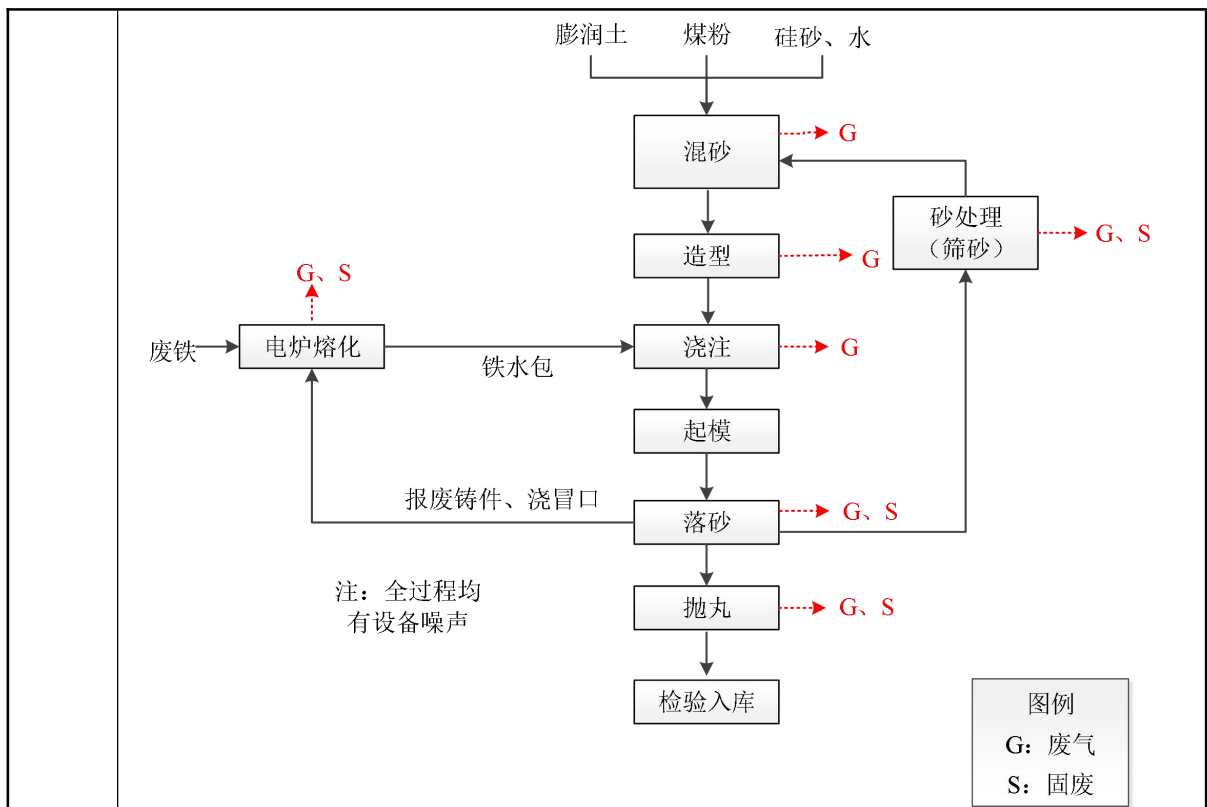 膨润土 煤粉 硅砂、水
混砂
G
砂处理
（筛砂）
G、S
造型
G
G、S
废铁
电炉熔化
铁水包
浇注
G
起模
报废铸件、浇冒口
落砂
G、S
注：全过程均
有设备噪声
抛丸
G、S
检验入库
图例
G：废气
S：固废